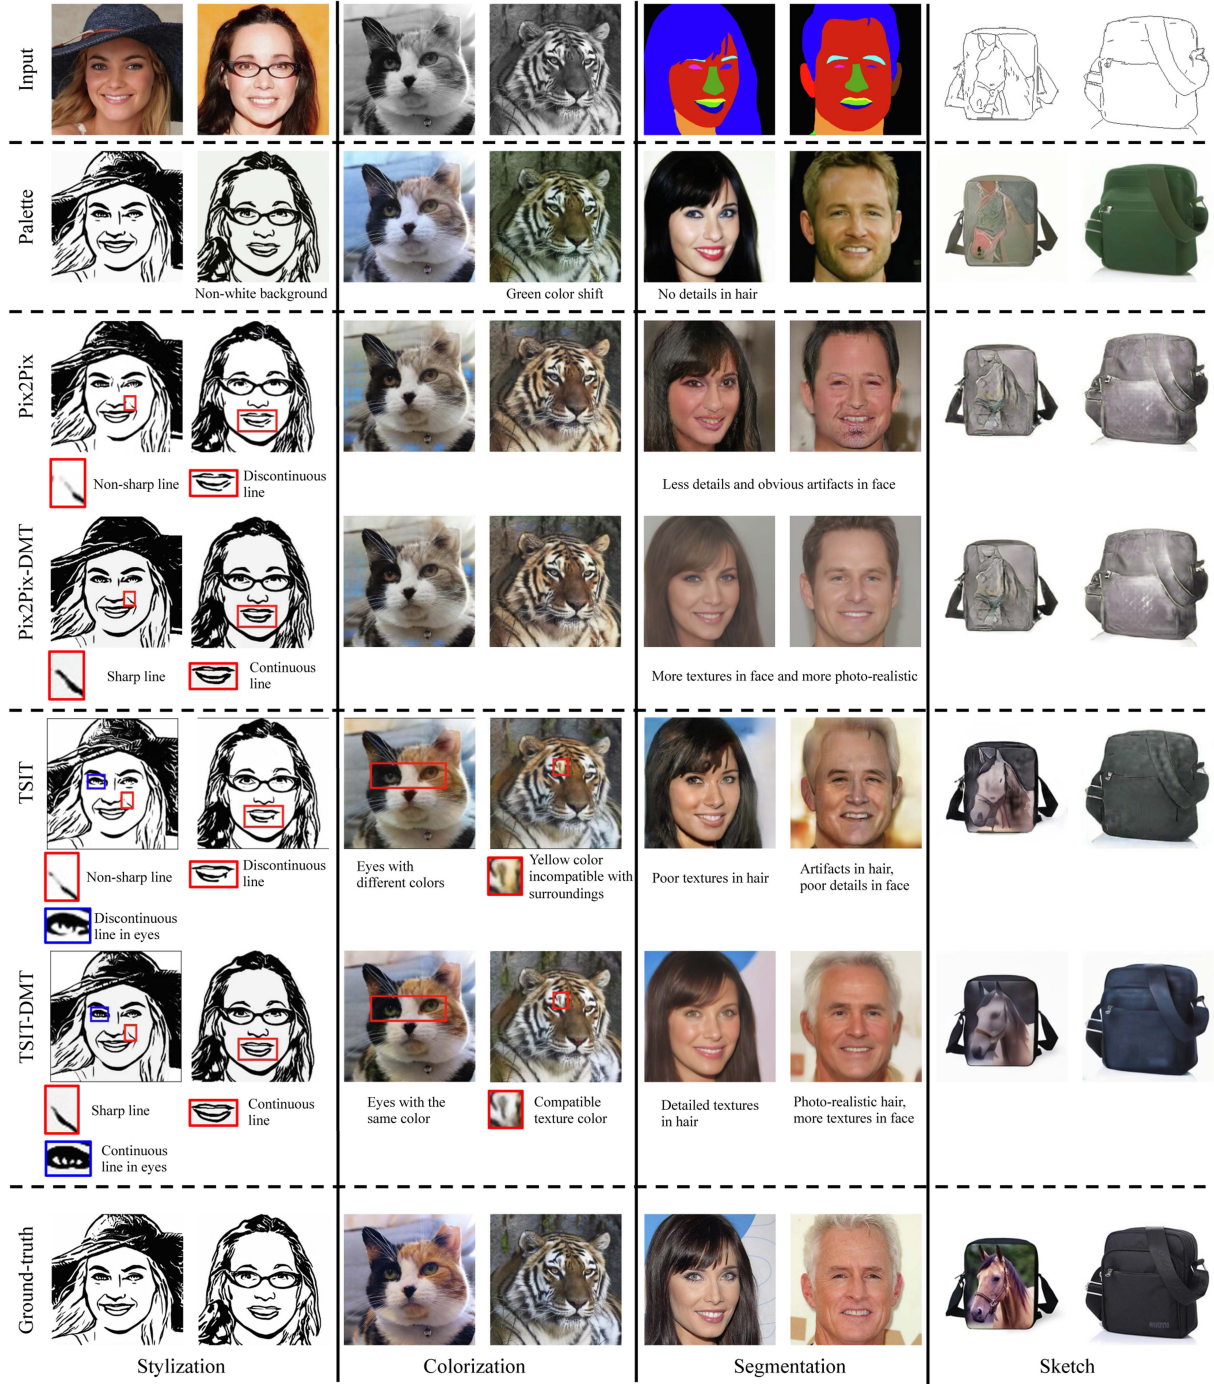 Input
Palette
Non-white background
Green color shift
No details in hair
Pix2Pix
Non-sharp line
Discontinuous
line
Less details and obvious artifacts in face
Pix2Pix-DMT
Sharp line
Continuous
line
More textures in face and more photo-realistic
TSIT
Non-sharp line
Discontinuous
line
Eyes with
different colors
Yellow color
incompatible with
surroundings
Poor textures in hair
Artifacts in hair,
poor details in face
Discontinuous
line in eyes
TSIT-DMT
Sharp line
Continuous
line
Eyes with the
same color
Compatible
texture color
Detailed textures
in hair
Photo-realistic hair,
more textures in face
Continuous
line in eyes
Ground-truth
Stylization
Colorization
Segmentation
Sketch